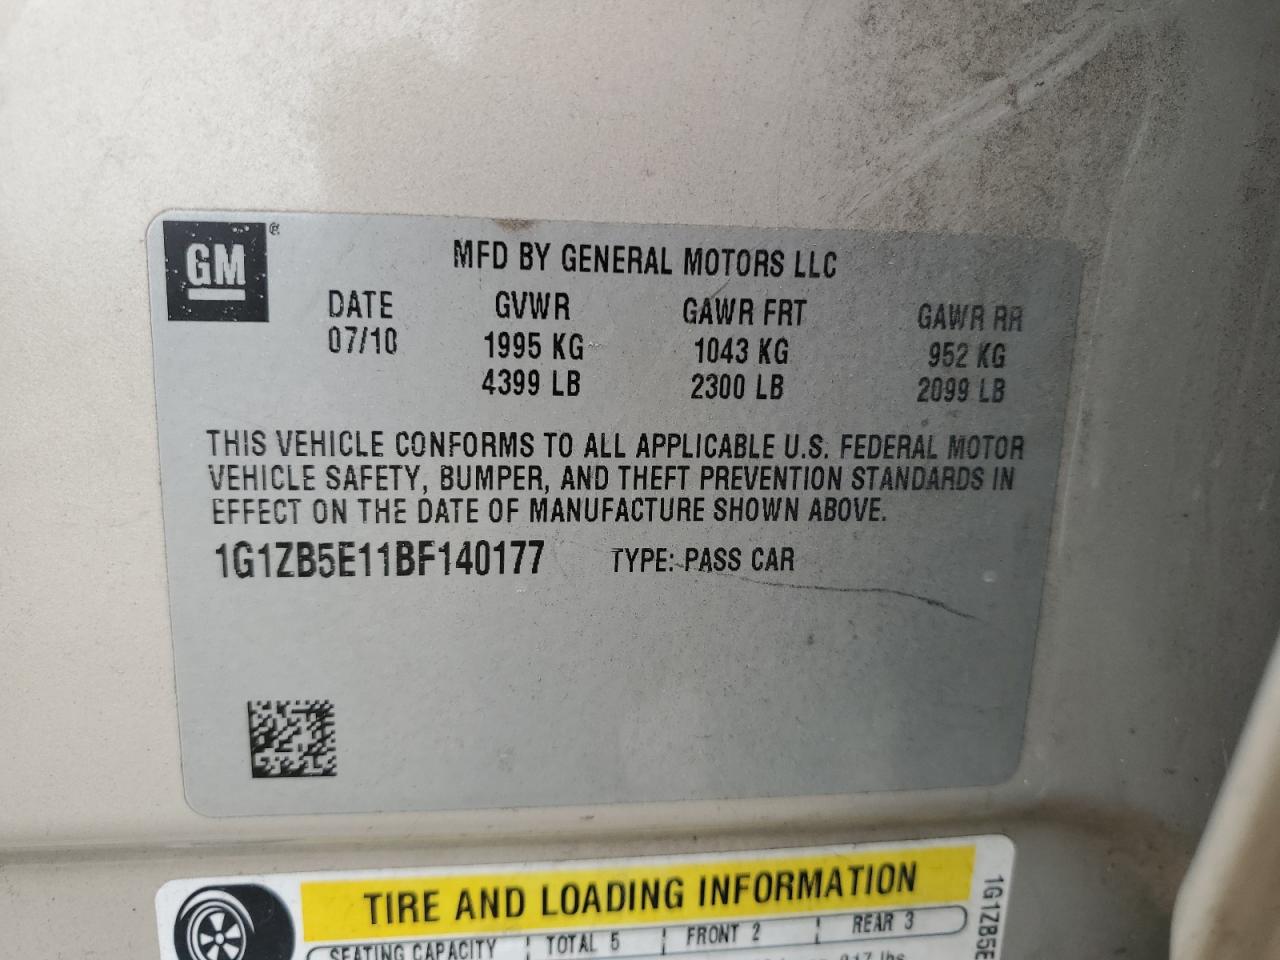 GM ®
MFD BY GENERAL MOTORS LLC
DATE GVWR GAWR FRT GAWR RR
07/10 1995 KG 1043 KG 952 KG
4399 LB 2300 LB 2099 LB
THIS VEHICLE CONFORMS TO ALL APPLICABLE U.S. FEDERAL MOTOR
VEHICLE SAFETY, BUMPER, AND THEFT PREVENTION STANDARDS IN
EFFECT ON THE DATE OF MANUFACTURE SHOWN ABOVE.
1G1ZB5E11BF140177 TYPE: PASS CAR
TIRE AND LOADING INFORMATION
SEATING CAPACITY TOTAL 5 FRONT 2 REAR 3
lbs
1G1ZB5E